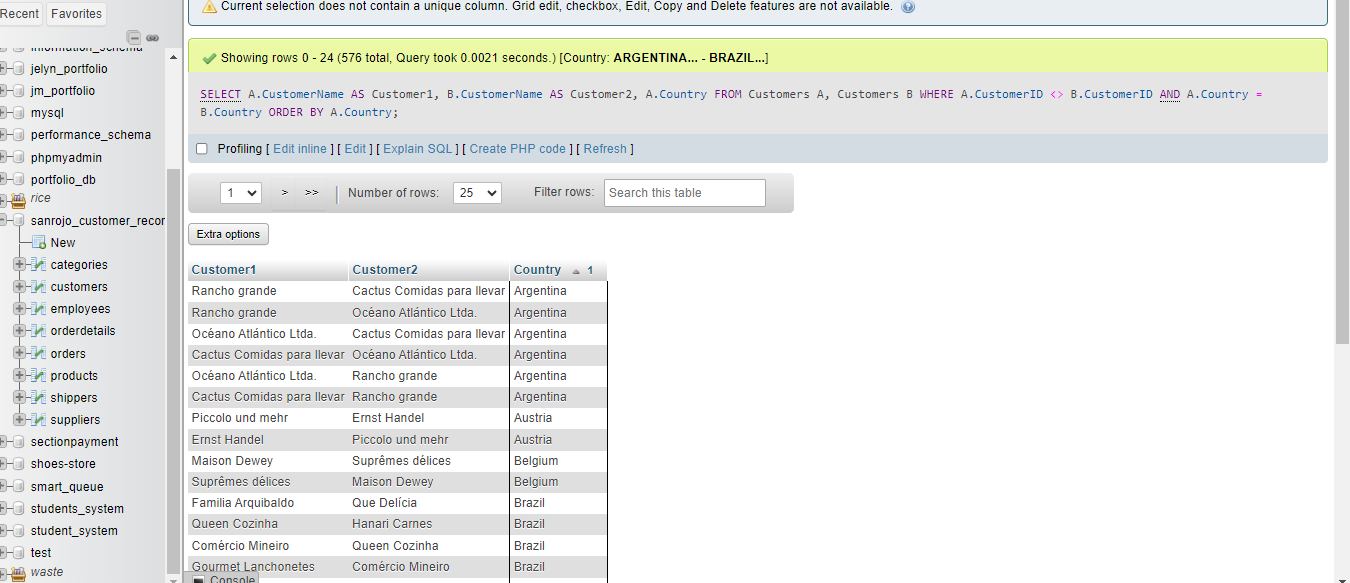 Recent Favorites
information_schema
jelyn_portfolio
jm_portfolio
mysql
performance_schema
phpmyadmin
portfolio_db
rice
sanrojo_customer_recor
New
categories
customers
employees
orderdetails
orders
products
shippers
suppliers
sectionpayment
shoes-store
smart_queue
students_system
student_system
test
waste
Current selection does not contain a unique column. Grid edit, checkbox, Edit, Copy and Delete features are not available.
Showing rows 0 - 24 (576 total, Query took 0.0021 seconds.) [Country: ARGENTINA... - BRAZIL...]
SELECT A.CustomerName AS Customer1, B.CustomerName AS Customer2, A.Country FROM Customers A, Customers B WHERE A.CustomerID <> B.CustomerID AND A.Country =
B.Country ORDER BY A.Country;
Profiling [ Edit inline ] [ Edit ] [ Explain SQL ] [ Create PHP code ] [ Refresh ]
1 > >> | Number of rows: 25 Filter rows: Search this table
Extra options
Customer1 Customer2 Country 1
Rancho grande Cactus Comidas para llevar Argentina
Rancho grande Océano Atlántico Ltda. Argentina
Océano Atlántico Ltda. Cactus Comidas para llevar Argentina
Cactus Comidas para llevar Océano Atlántico Ltda. Argentina
Océano Atlántico Ltda. Rancho grande Argentina
Cactus Comidas para llevar Rancho grande Argentina
Piccolo und mehr Ernst Handel Austria
Ernst Handel Piccolo und mehr Austria
Maison Dewey Suprêmes délices Belgium
Suprêmes délices Maison Dewey Belgium
Familia Arquibaldo Que Delícia Brazil
Queen Cozinha Hanari Carnes Brazil
Comércio Mineiro Queen Cozinha Brazil
Gourmet Lanchonetes Comércio Mineiro Brazil
Console